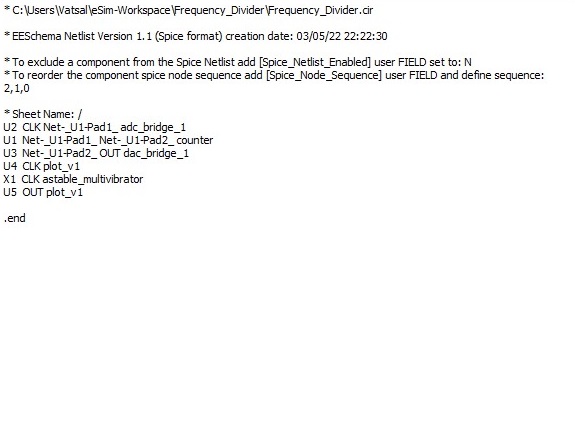 * C:\Users\Vatsal\eSim-Workspace\Frequency_Divider\Frequency_Divider.cir
* EESchema Netlist Version 1.1 (Spice format) creation date: 03/05/22 22:22:30
* To exclude a component from the Spice Netlist add [Spice_Netlist_Enabled] user FIELD set to: N
* To reorder the component spice node sequence add [Spice_Node_Sequence] user FIELD and define sequence:
2,1,0
* Sheet Name: /
U2 CLK Net-_U1-Pad1_ adc_bridge_1
U1 Net-_U1-Pad1_ Net-_U1-Pad2_ counter
U3 Net-_U1-Pad2_ OUT dac_bridge_1
U4 CLK plot_v1
X1 CLK astable_multivibrator
U5 OUT plot_v1
.end